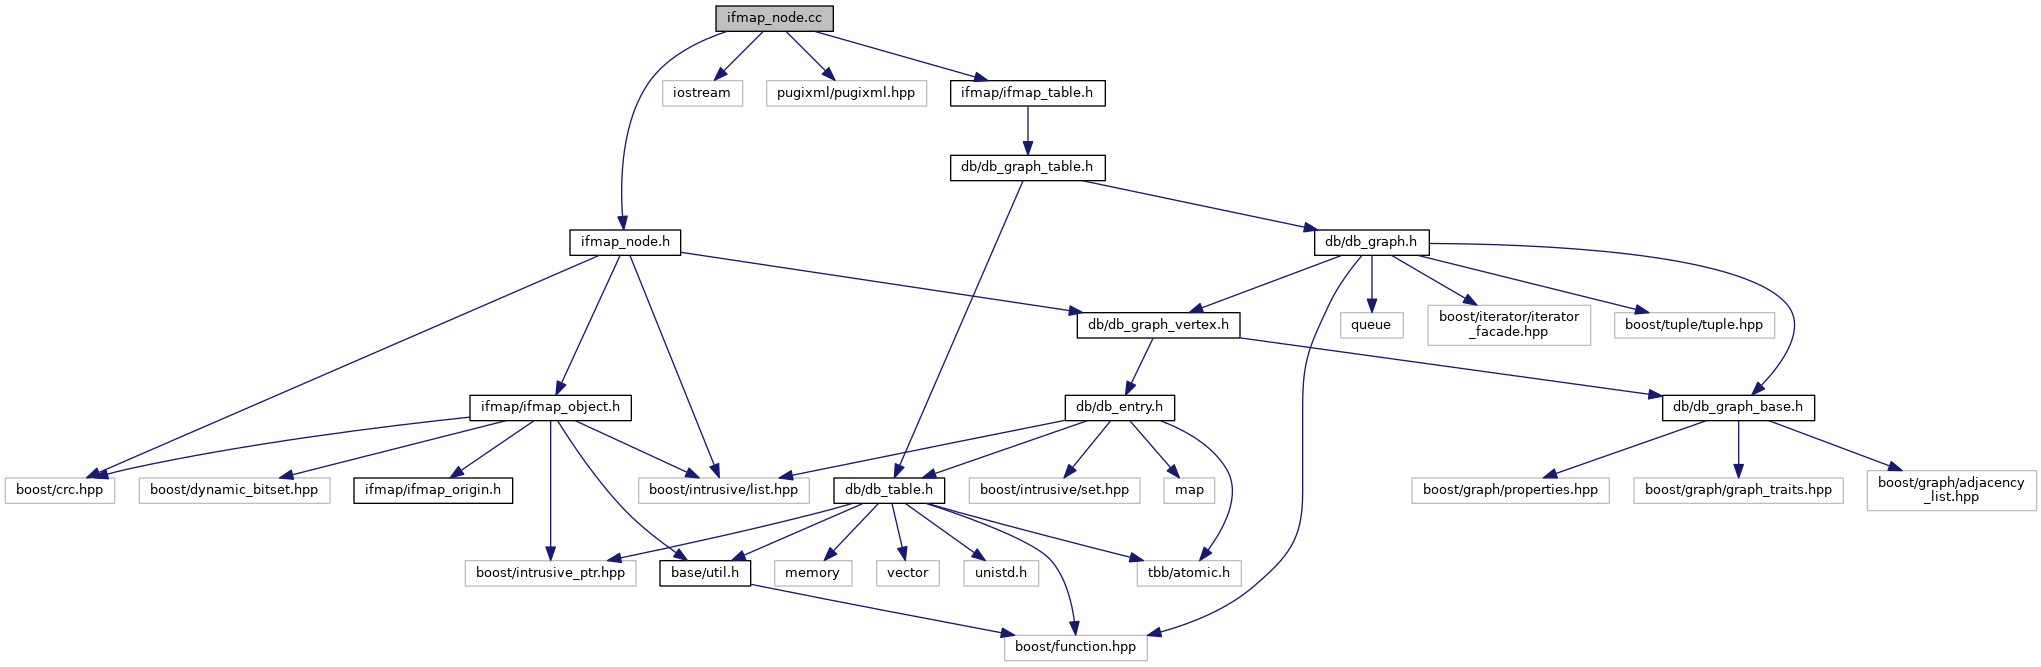 ifmap_node.cc
iostream
pugixml/pugixml.hpp
ifmap/ifmap_table.h
db/db_graph_table.h
ifmap_node.h
db/db_graph.h
db/db_graph_vertex.h
queue
boost/iterator/iterator
_facade.hpp
boost/tuple/tuple.hpp
ifmap/ifmap_object.h
db/db_entry.h
db/db_graph_base.h
boost/crc.hpp
boost/dynamic_bitset.hpp
ifmap/ifmap_origin.h
boost/intrusive/list.hpp
db/db_table.h
boost/intrusive/set.hpp
map
boost/graph/properties.hpp
boost/graph/graph_traits.hpp
boost/graph/adjacency
_list.hpp
boost/intrusive_ptr.hpp
base/util.h
memory
vector
unistd.h
tbb/atomic.h
boost/function.hpp